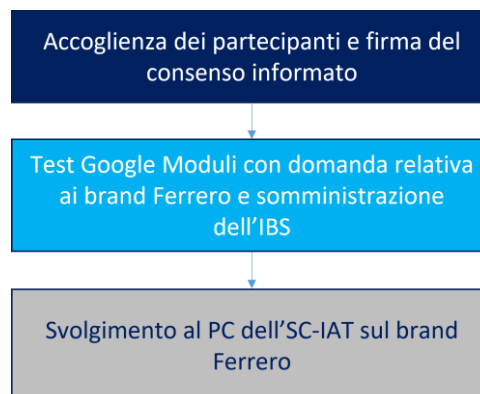 Accoglienza dei partecipanti e firma del
consenso informato
Test Google Moduli con domanda relativa
ai brand Ferrero e somministrazione
dell'IBS
Svolgimento al PC dell'SC-IAT sul brand
Ferrero